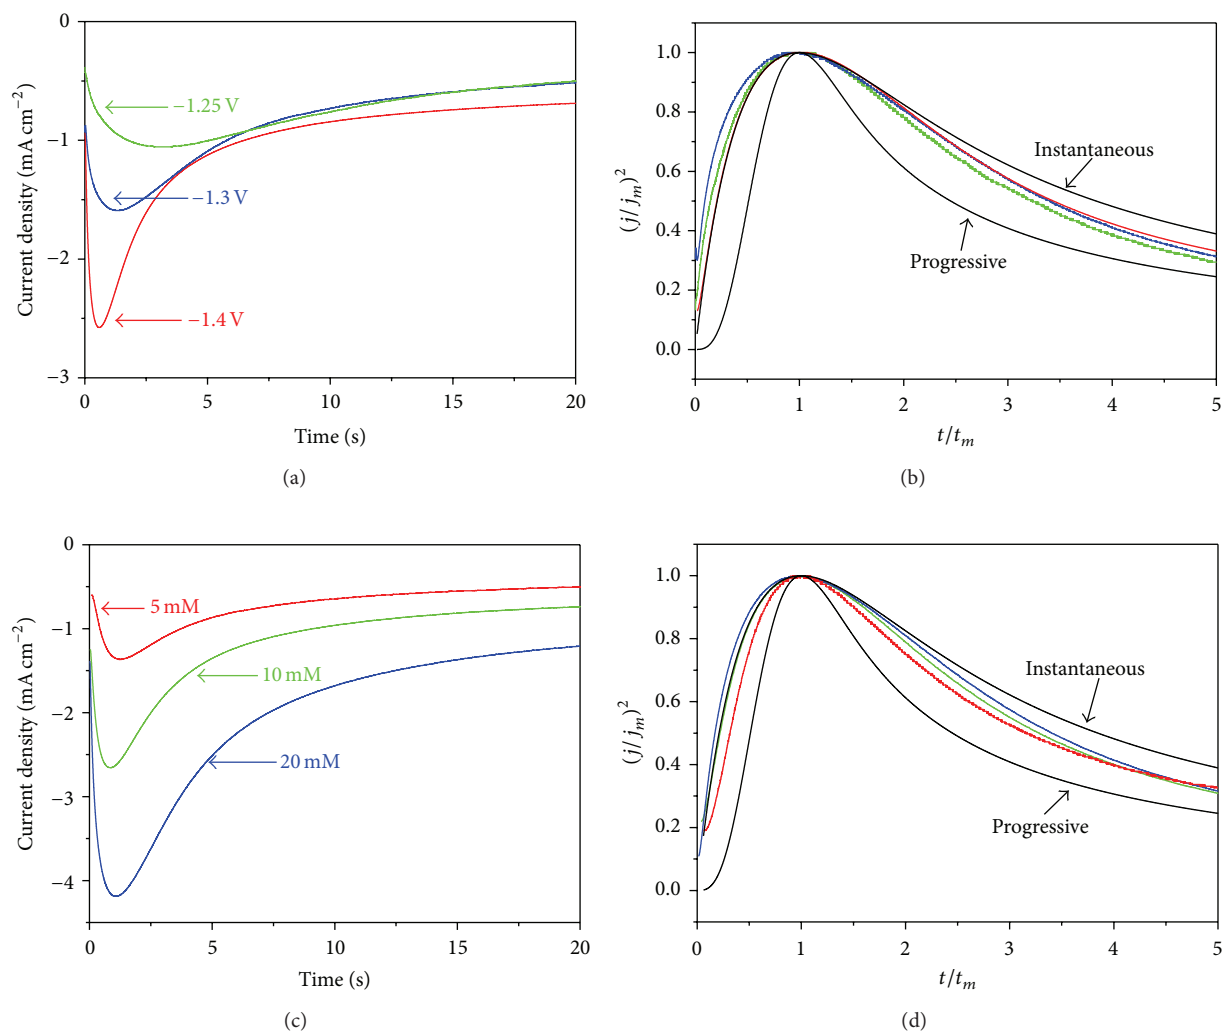 0
−1
−2
−3
Current density (mA cm−2)
−1.25 V
−1.3 V
−1.4 V
0 5 10 15 20
Time (s)
(a)
1.0
0.8
0.6
0.4
0.2
0.0
(j/jm)2
Instantaneous
Progressive
0 1 2 3 4 5
t/tm
(b)
0
−1
−2
−3
−4
Current density (mA cm−2)
5 mM
10 mM
20 mM
0 5 10 15 20
Time (s)
(c)
1.0
0.8
0.6
0.4
0.2
0.0
(j/jm)2
Instantaneous
Progressive
0 1 2 3 4 5
t/tm
(d)